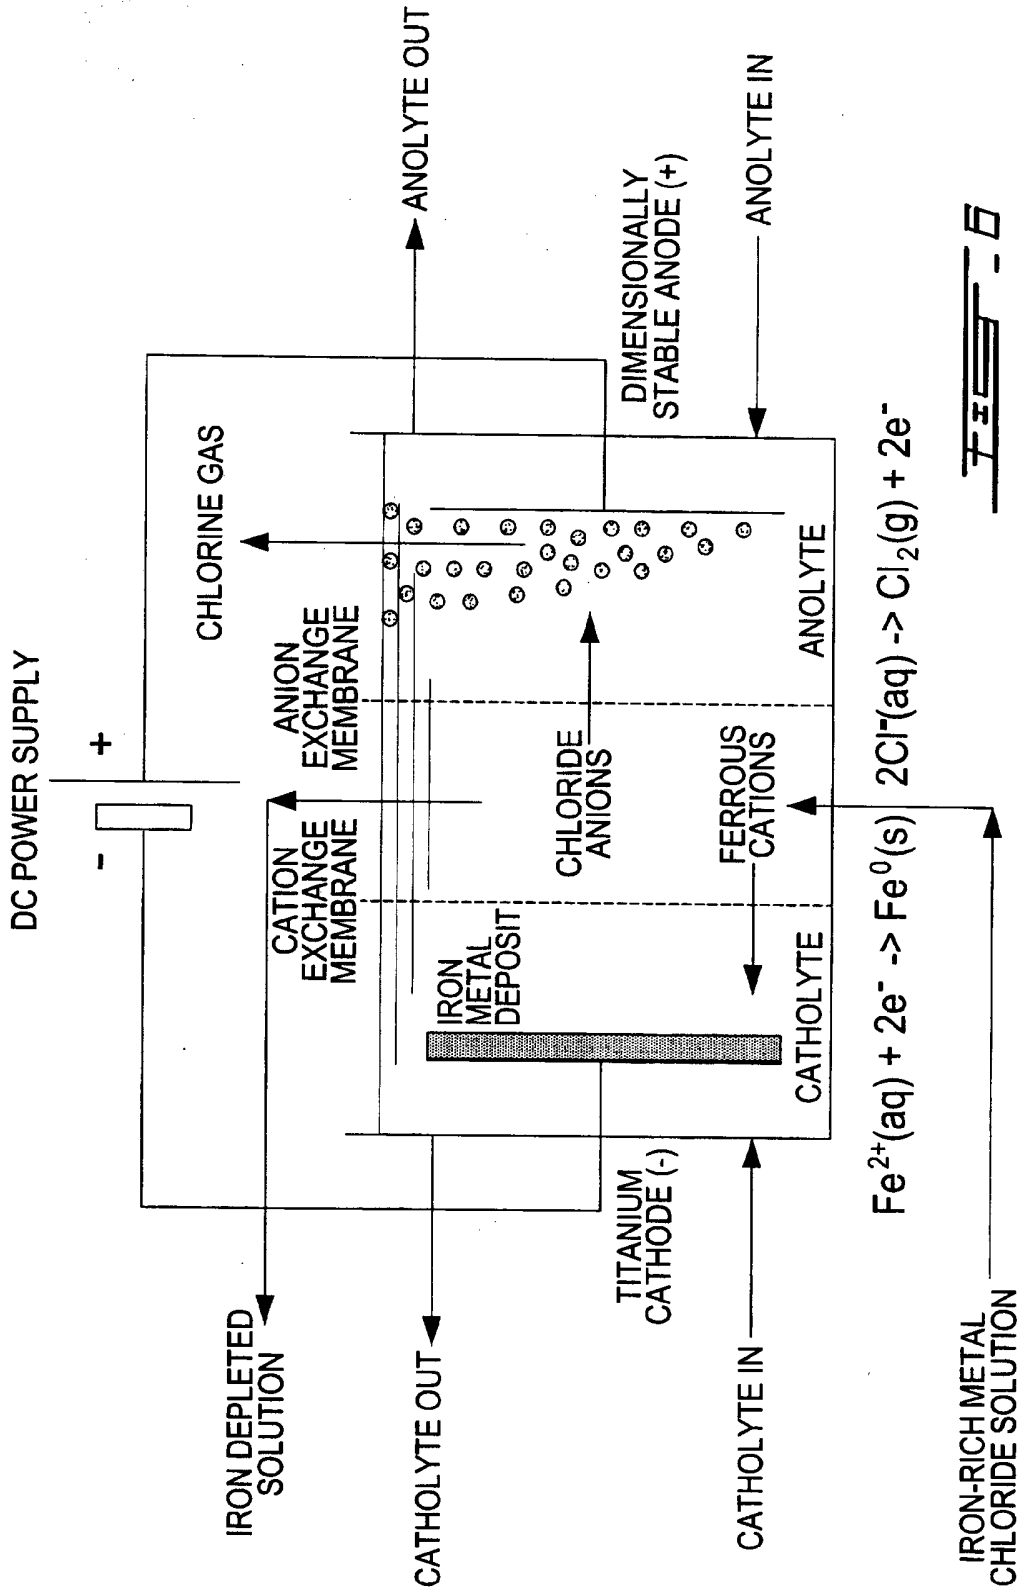 DC POWER SUPPLY
-
+
CHLORINE GAS
ANOLYTE OUT
IRON DEPLETED
SOLUTION
CATION
EXCHANGE
MEMBRANE
ANION
EXCHANGE
MEMBRANE
CATHOLYTE OUT
IRON
METAL
DEPOSIT
CHLORIDE
ANIONS
TITANIUM
CATHODE (-)
DIMENSIONALLY
STABLE ANODE (+)
FERROUS
CATIONS
CATHOLYTE IN
ANOLYTE IN
CATHOLYTE
ANOLYTE
Fe²⁺(aq) + 2e⁻ -> Fe⁰(s)
2Cl⁻(aq) -> Cl₂(g) + 2e⁻
IRON-RICH METAL
CHLORIDE SOLUTION